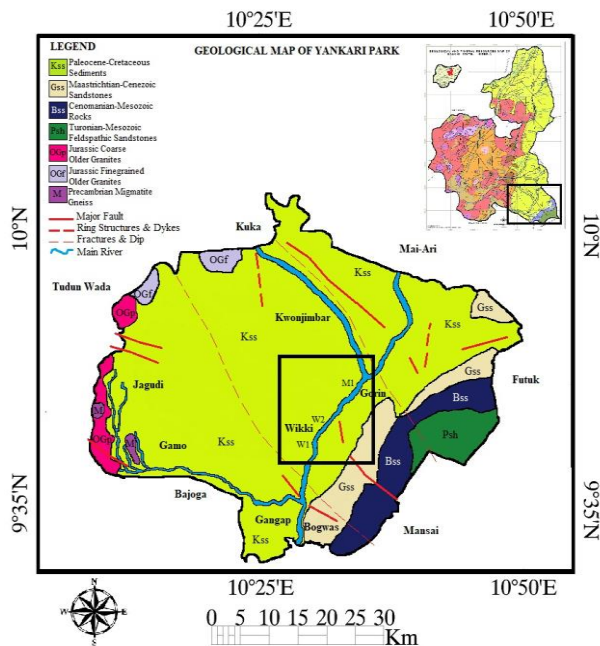 10°25'E
10°50'E
LEGEND
GEOLOGICAL MAP OF YANKARI PARK
Kss Paleocene-Cretaceous
Sediments
Gss Maastrichtian-Cenezoic
Sandstones
Bss Cenomanian-Mesozoic
Rocks
Psh Turonian-Mesozoic
Feldspathic Sandstones
OGp Jurassic Coarse
Older Granites
OGf Jurassic Finegrained
Older Granites
M Precambrian Migmatite
Gneiss
Major Fault
Ring Structures & Dykes
Fractures & Dip
Main River
10°N
10°N
Kuka
Mai-Ari
OGf
Kss
Tudun Wada
OGf
OGp
Kwonjimbar
Gss
Kss
Kss
Gss
M1
Gorin
Futuk
Jagudi
Bss
M
W2
Wikki
Psh
OGp
M
Gamo
Kss
W1
Bss
Bajoga
Gss
9°35'N
9°35'N
Gangap
Bogwas
Mansai
Kss
10°25'E
10°50'E
N
W
E
S
0 5 10 15 20 25 30
Km